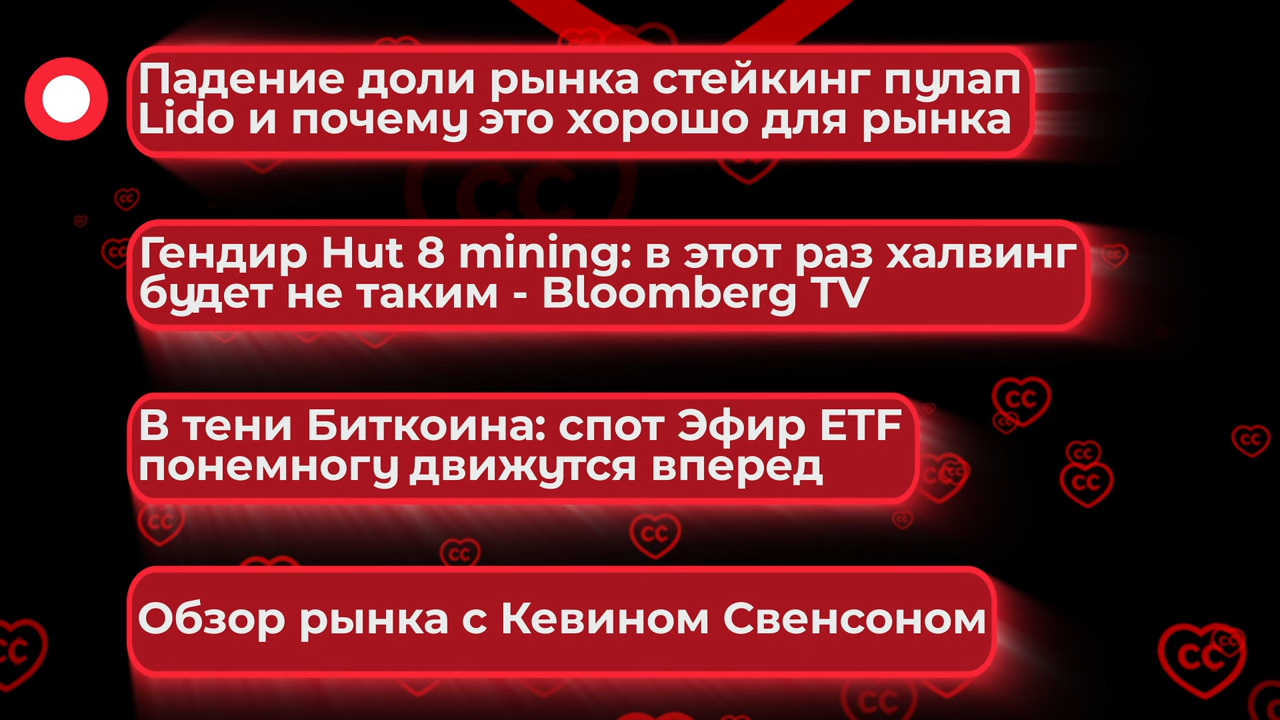 Падение доли рынка стейкинг пулап
Lido и почему это хорошо для рынка
Гендир Hut 8 mining: в этот раз халвинг
будет не таким - Bloomberg TV
В тени Биткоина: спот Эфир ETF
понемногу движутся вперед
Обзор рынка с Кевином Свенсоном